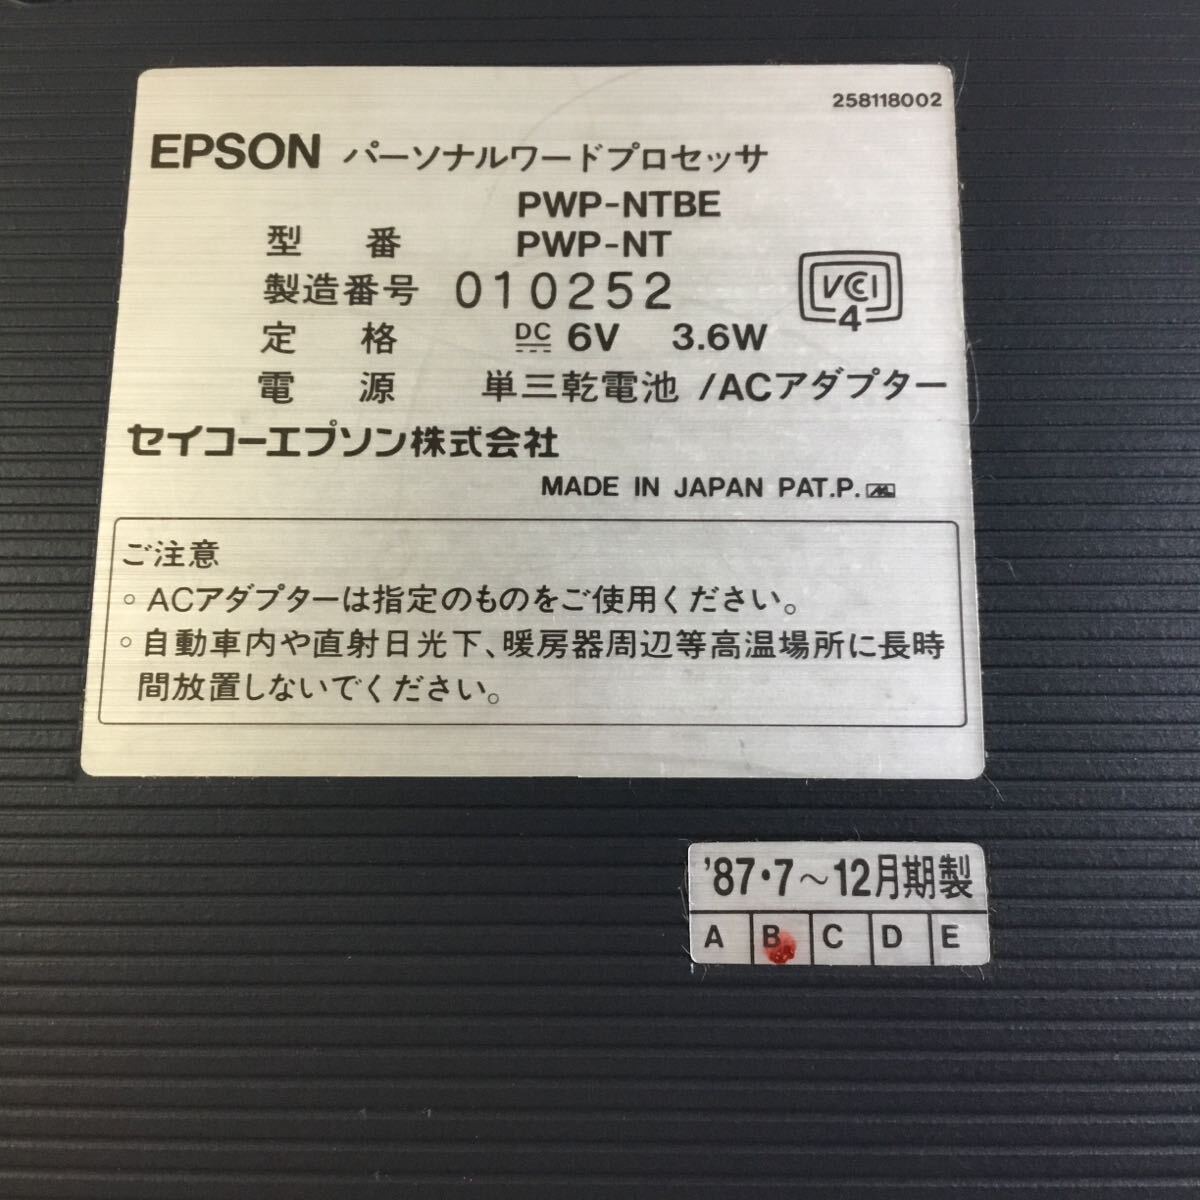 258118002
EPSON パーソナルワードプロセッサ
PWP-NTBE
型 番 PWP-NT
製造番号 010252
VCCI 4
定 格 DC 6V 3.6W
電 源 単三乾電池 /ACアダプター
セイコーエプソン株式会社
MADE IN JAPAN PAT.P.
ご注意
○ ACアダプターは指定のものをご使用ください。
○ 自動車内や直射日光下、暖房器周辺等高温場所に長時
間放置しないでください。
'87・7～12月期製
A B C D E